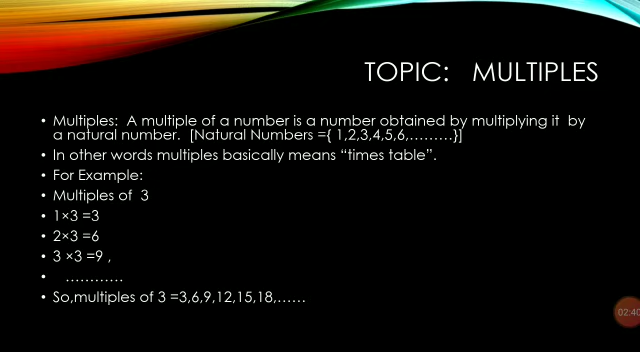 TOPIC: MULTIPLES
• Multiples: A multiple of a number is a number obtained by multiplying it by
a natural number. [Natural Numbers ={ 1,2,3,4,5,6,………}]
• In other words multiples basically means “times table”.
• For Example:
• Multiples of 3
• 1×3 =3
• 2×3 =6
• 3 ×3 =9 ,
• …………
• So,multiples of 3 =3,6,9,12,15,18,……
02:40